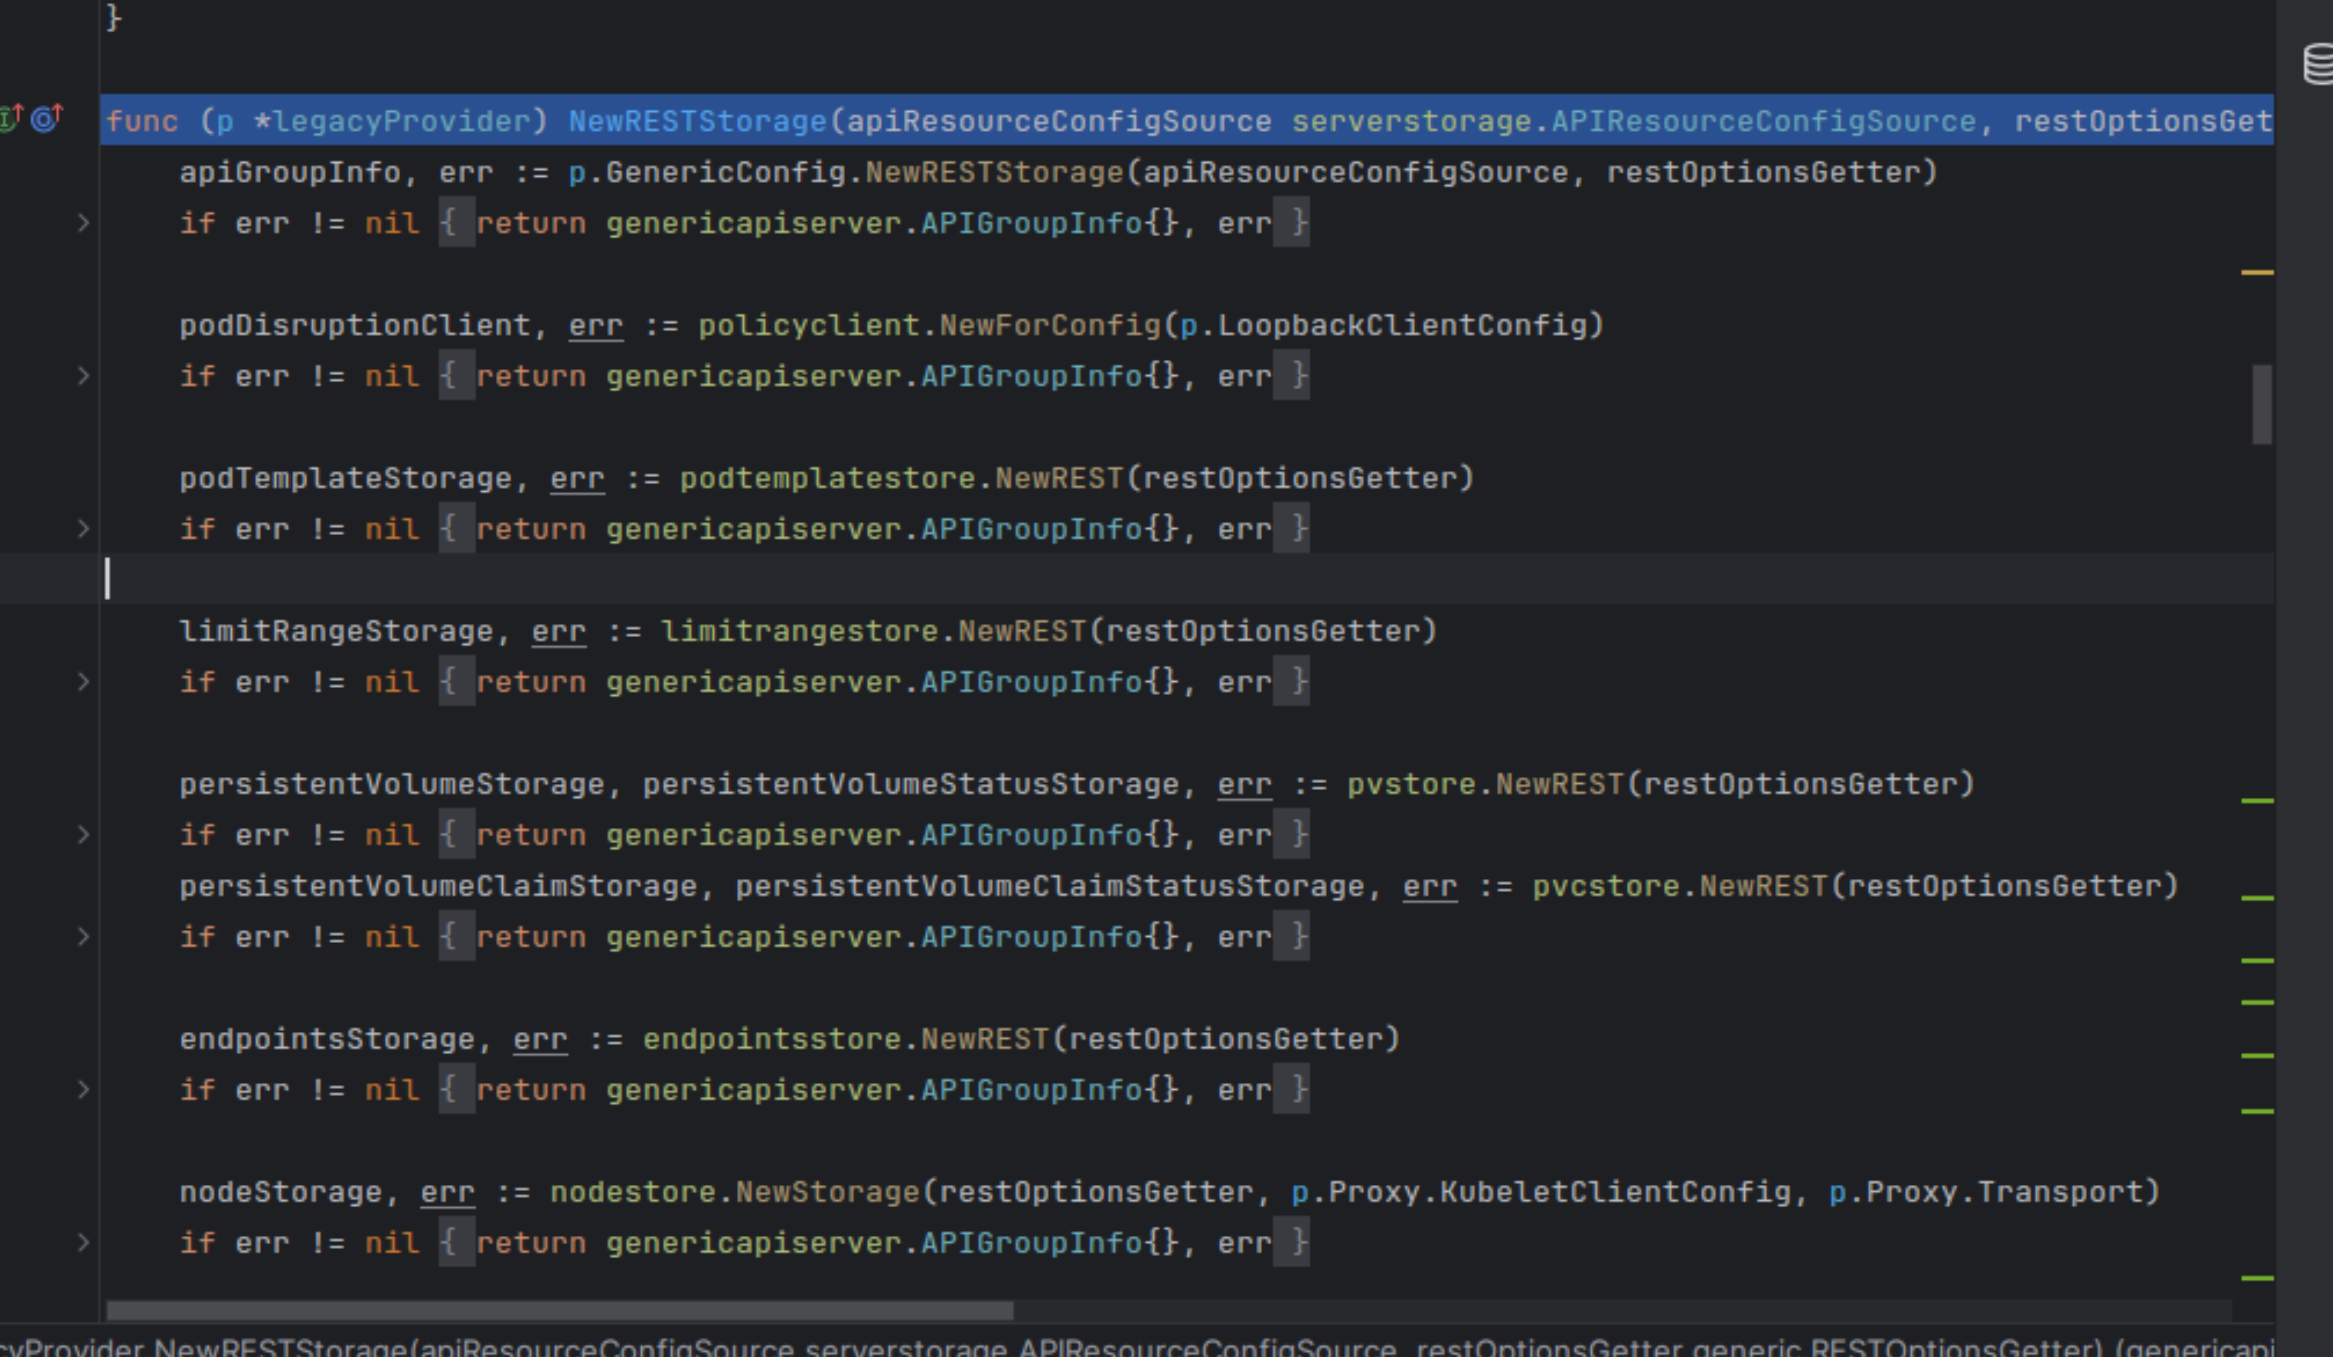 }
func (p *legacyProvider) NewRESTStorage(apiResourceConfigSource serverstorage.APIResourceConfigSource, restOptionsGet
apiGroupInfo, err := p.GenericConfig.NewRESTStorage(apiResourceConfigSource, restOptionsGetter)
if err != nil { return genericapiserver.APIGroupInfo{}, err }
podDisruptionClient, err := policyclient.NewForConfig(p.LoopbackClientConfig)
if err != nil { return genericapiserver.APIGroupInfo{}, err }
podTemplateStorage, err := podtemplatestore.NewREST(restOptionsGetter)
if err != nil { return genericapiserver.APIGroupInfo{}, err }
limitRangeStorage, err := limitrangestore.NewREST(restOptionsGetter)
if err != nil { return genericapiserver.APIGroupInfo{}, err }
persistentVolumeStorage, persistentVolumeStatusStorage, err := pvstore.NewREST(restOptionsGetter)
if err != nil { return genericapiserver.APIGroupInfo{}, err }
persistentVolumeClaimStorage, persistentVolumeClaimStatusStorage, err := pvcstore.NewREST(restOptionsGetter)
if err != nil { return genericapiserver.APIGroupInfo{}, err }
endpointsStorage, err := endpointsstore.NewREST(restOptionsGetter)
if err != nil { return genericapiserver.APIGroupInfo{}, err }
nodeStorage, err := nodestore.NewStorage(restOptionsGetter, p.Proxy.KubeletClientConfig, p.Proxy.Transport)
if err != nil { return genericapiserver.APIGroupInfo{}, err }
cyProvider NewRESTStorage(apiResourceConfigSource serverstorage.APIResourceConfigSource, restOptionsGetter generic.RESTOptionsGetter) (genericapi